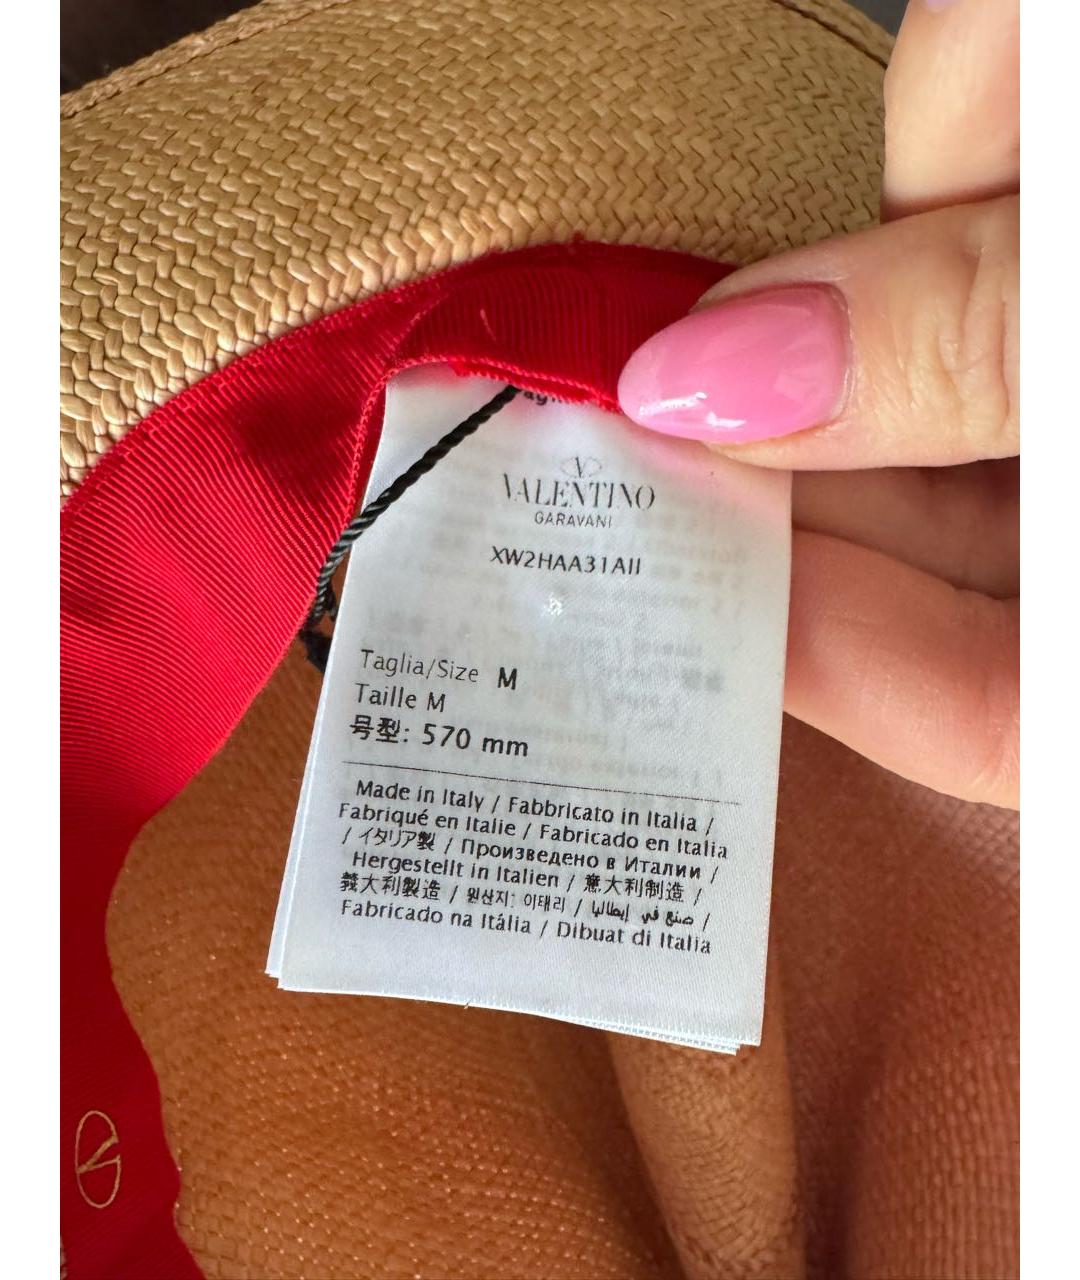 VALENTINO
GARAVANI
XW2HAA31AII
Taglia/Size M
Taille M
号型: 570 mm
Made in Italy / Fabbricato in Italia /
Fabriqué en Italie / Fabricado en Italia
/ イタリア製 / Произведено в Италии /
Hergestellt in Italien / 意大利制造 /
義大利製造 / 원산지: 이태리 / صنع في إيطاليا /
Fabricado na Itália / Dibuat di Italia